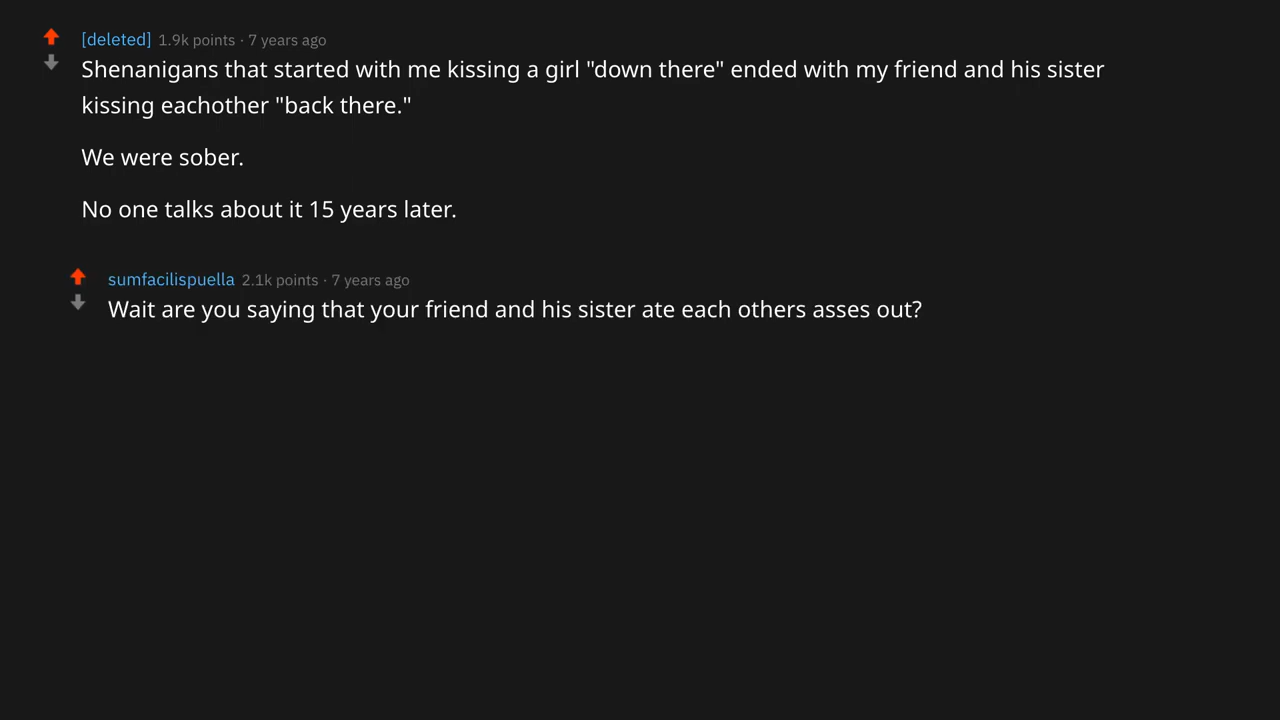 [deleted] 1.9k points · 7 years ago
Shenanigans that started with me kissing a girl "down there" ended with my friend and his sister
kissing eachother "back there."
We were sober.
No one talks about it 15 years later.
sumfacilispuella 2.1k points · 7 years ago
Wait are you saying that your friend and his sister ate each others asses out?